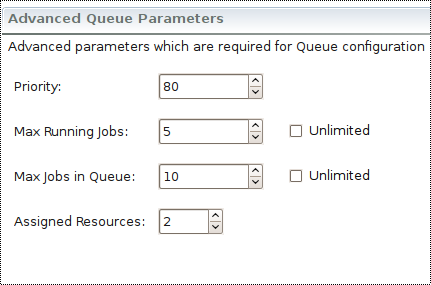 Advanced Queue Parameters
Advanced parameters which are required for Queue configuration
Priority: 80
Max Running Jobs: 5 Unlimited
Max Jobs in Queue: 10 Unlimited
Assigned Resources: 2